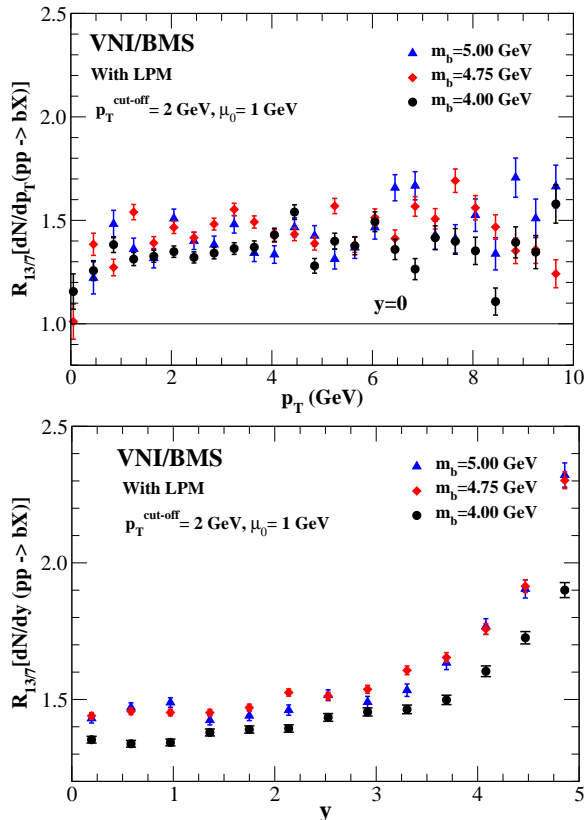 2.5
2.0
1.5
1.0
R_{13/7}[dN/dp_T(pp -> bX)]
VNI/BMS
With LPM
p_T^{cut-off}= 2 GeV, μ_0= 1 GeV
m_b=5.00 GeV
m_b=4.75 GeV
m_b=4.00 GeV
y=0
0 2 4 6 8 10
p_T (GeV)
2.5
2.0
1.5
R_{13/7}[dN/dy (pp -> bX)]
VNI/BMS
With LPM
p_T^{cut-off}= 2 GeV, μ_0= 1 GeV
m_b=5.00 GeV
m_b=4.75 GeV
m_b=4.00 GeV
0 1 2 3 4 5
y